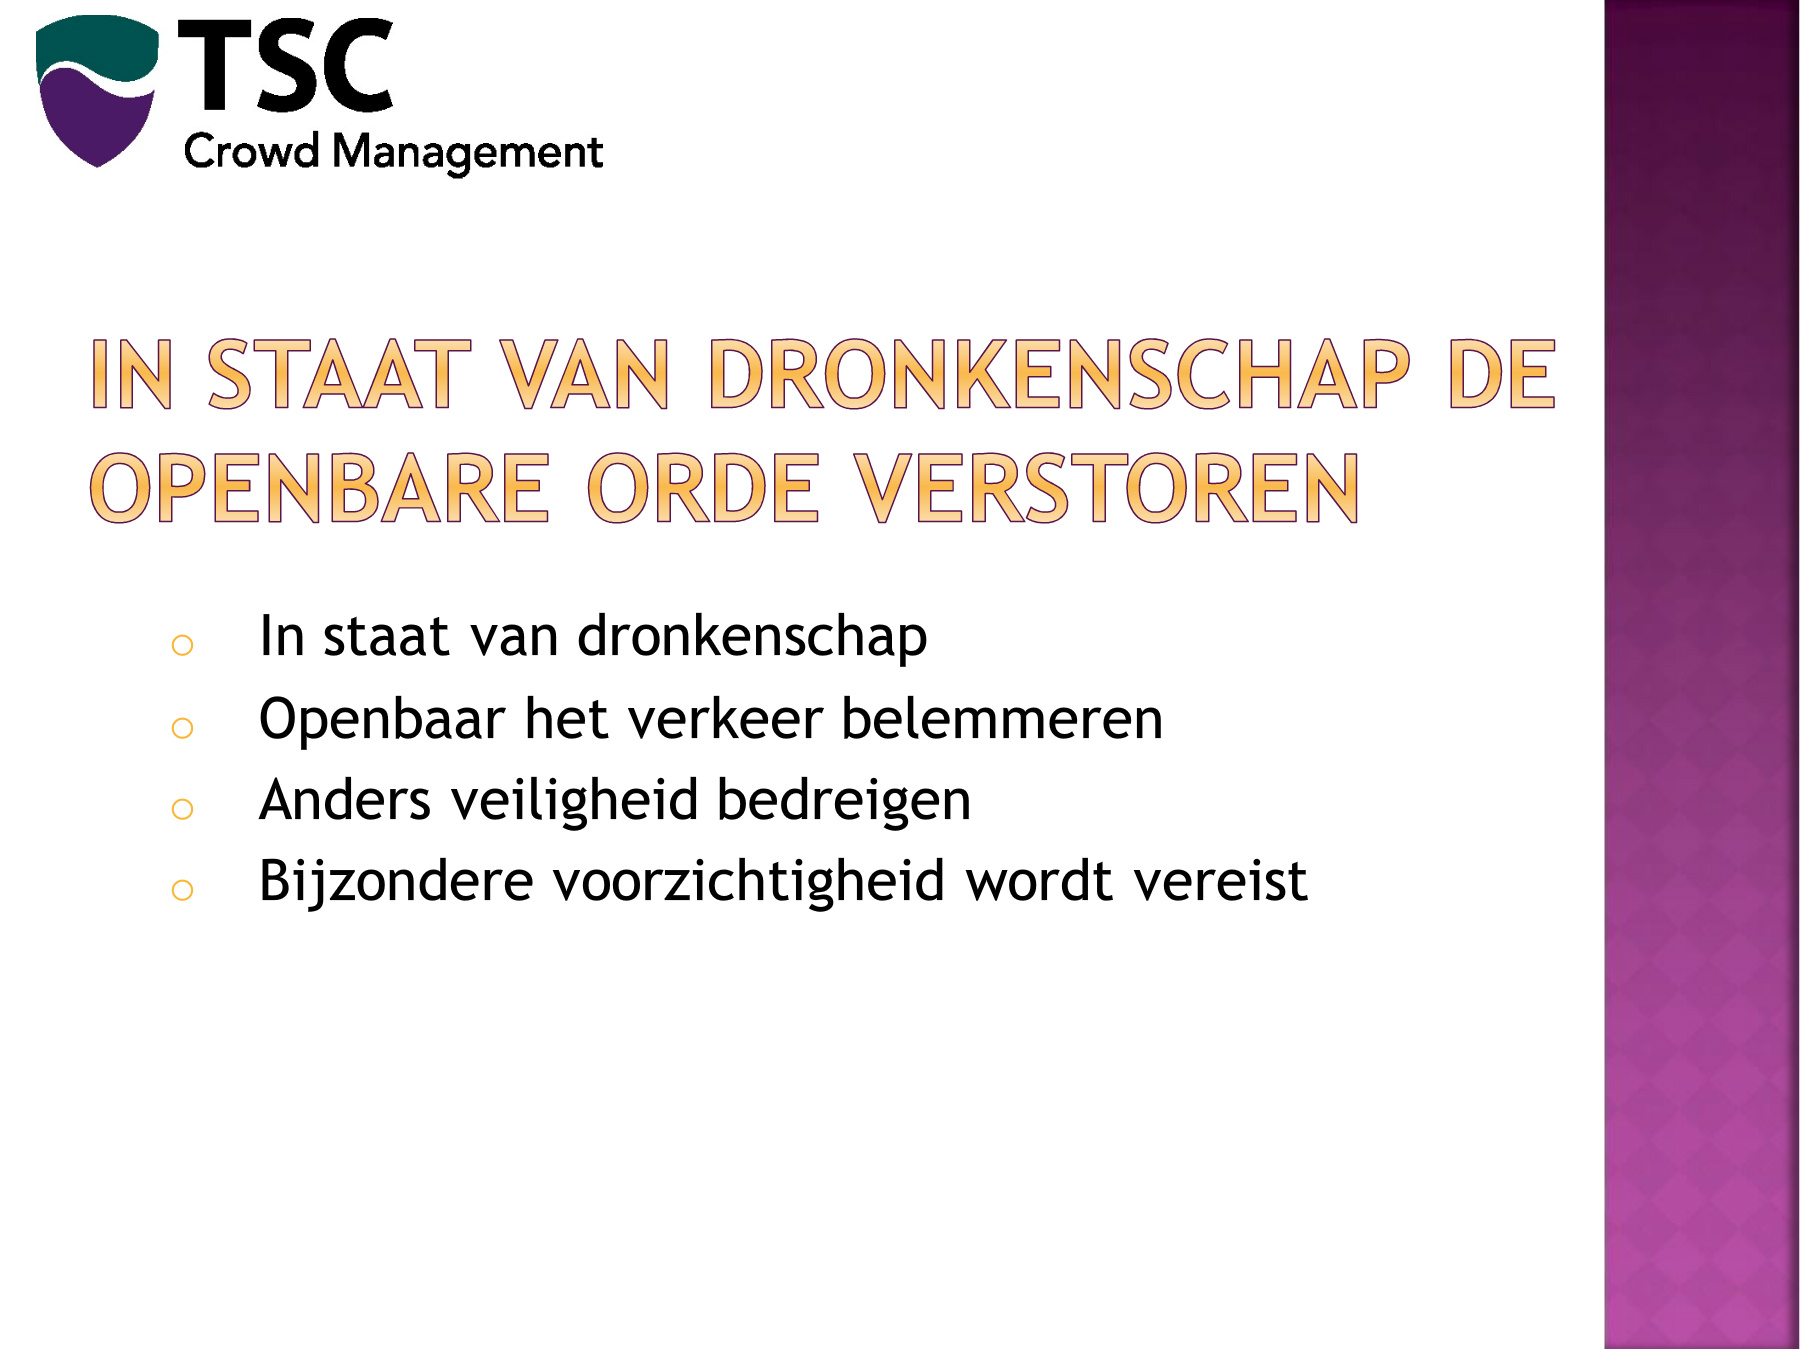 TSC
Crowd Management
IN STAAT VAN DRONKENSCHAP DE
OPENBARE ORDE VERSTOREN
o In staat van dronkenschap
o Openbaar het verkeer belemmeren
o Anders veiligheid bedreigen
o Bijzondere voorzichtigheid wordt vereist